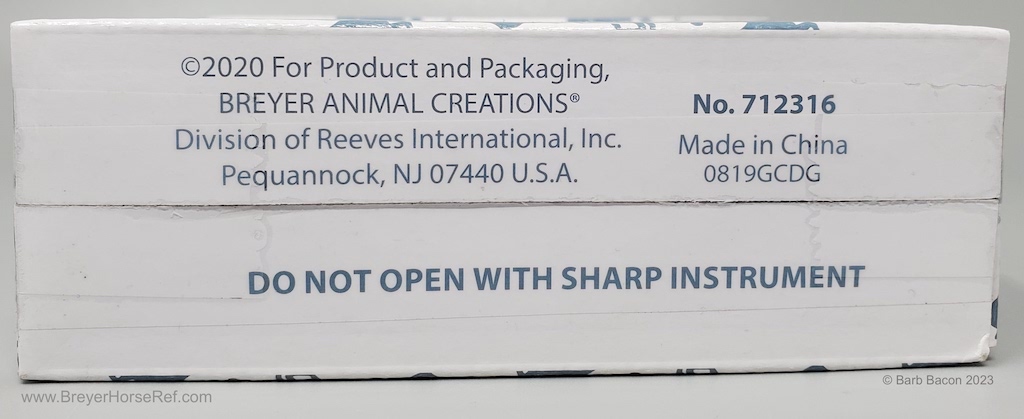 ©2020 For Product and Packaging,
BREYER ANIMAL CREATIONS®
Division of Reeves International, Inc.
Pequannock, NJ 07440 U.S.A.
No. 712316
Made in China
0819GCDG
DO NOT OPEN WITH SHARP INSTRUMENT
www.BreyerHorseRef.com
© Barb Bacon 2023